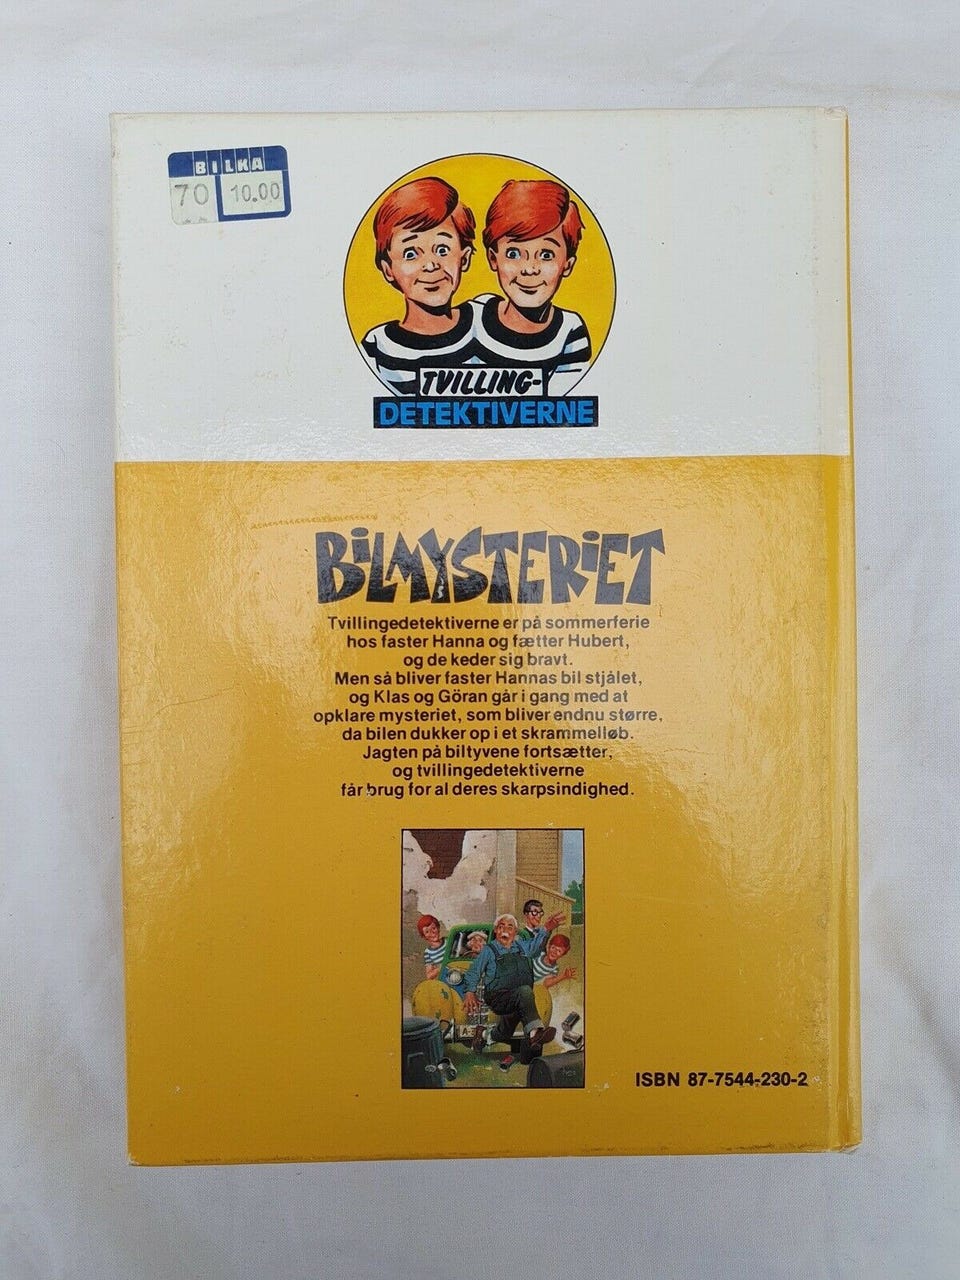 BILKA
70 10.00
TVILLING-
DETEKTIVERNE
BILMYSTERIET
Tvillingedetektiverne er på sommerferie
hos faster Hanna og fætter Hubert,
og de keder sig bravt.
Men så bliver faster Hannas bil stjålet,
og Klas og Göran går i gang med at
opklare mysteriet, som bliver endnu større,
da bilen dukker op i et skrammelløb.
Jagten på biltyvene fortsætter,
og tvillingedetektiverne
får brug for al deres skarpsindighed.
ISBN 87-7544-230-2